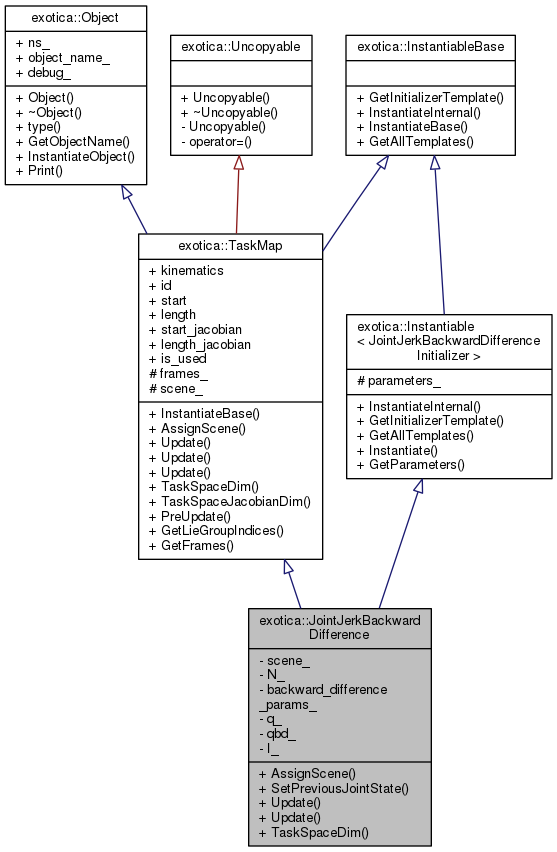 exotica::Object
+ ns_
+ object_name_
+ debug_
+ Object()
+ ~Object()
+ type()
+ GetObjectName()
+ InstantiateObject()
+ Print()
exotica::Uncopyable
+ Uncopyable()
+ ~Uncopyable()
- Uncopyable()
- operator=()
exotica::InstantiableBase
+ GetInitializerTemplate()
+ InstantiateInternal()
+ InstantiateBase()
+ GetAllTemplates()
exotica::TaskMap
+ kinematics
+ id
+ start
+ length
+ start_jacobian
+ length_jacobian
+ is_used
# frames_
# scene_
+ InstantiateBase()
+ AssignScene()
+ Update()
+ Update()
+ Update()
+ TaskSpaceDim()
+ TaskSpaceJacobianDim()
+ PreUpdate()
+ GetLieGroupIndices()
+ GetFrames()
exotica::Instantiable
< JointJerkBackwardDifference
Initializer >
# parameters_
+ InstantiateInternal()
+ GetInitializerTemplate()
+ GetAllTemplates()
+ Instantiate()
+ GetParameters()
exotica::JointJerkBackward
Difference
- scene_
- N_
- backward_difference
_params_
- q_
- qbd_
- I_
+ AssignScene()
+ SetPreviousJointState()
+ Update()
+ Update()
+ TaskSpaceDim()